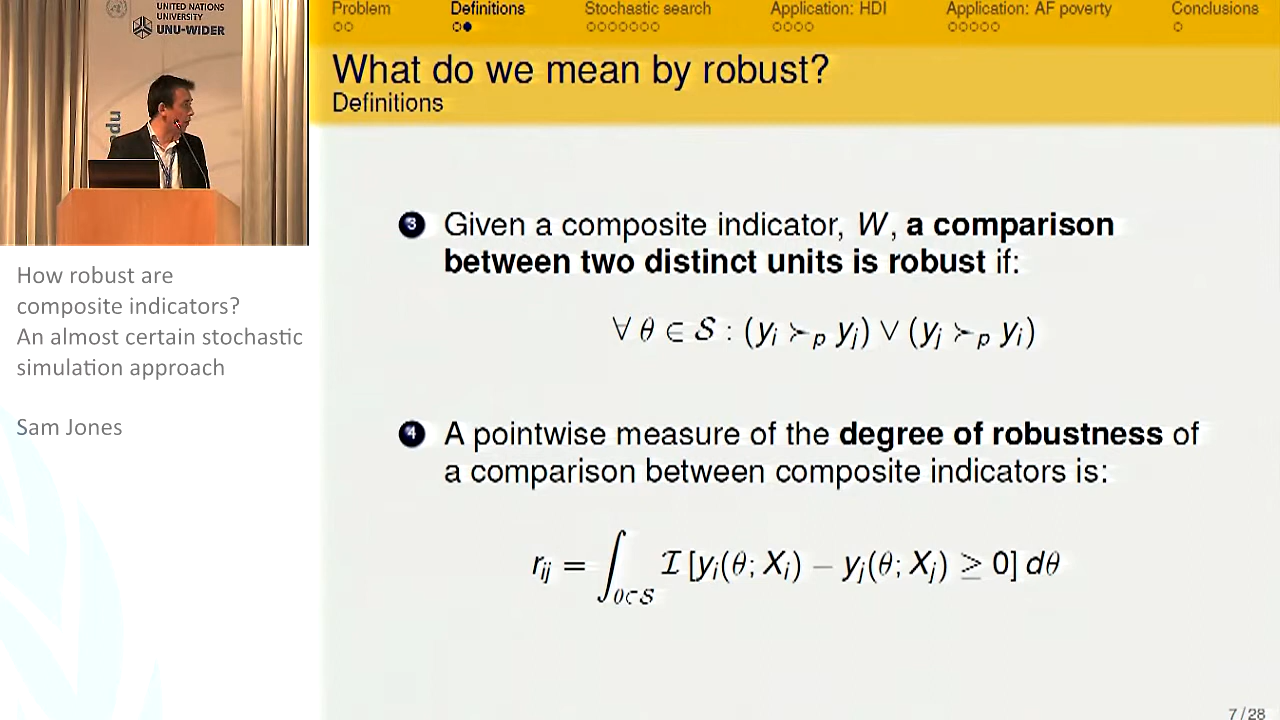 UNITED NATIONS
UNIVERSITY
UNU-WIDER
edu
How robust are
composite indicators?
An almost certain stochastic
simulation approach
Sam Jones
Problem Definitions Stochastic search Application: HDI Application: AF poverty Conclusions
What do we mean by robust?
Definitions
3 Given a composite indicator, W, a comparison
between two distinct units is robust if:
∀ θ ∈ S : (y_i ≻_p y_j) ∨ (y_j ≻_p y_i)
4 A pointwise measure of the degree of robustness of
a comparison between composite indicators is:
r_ij = ∫_{θ∈S} I [y_i(θ; X_i) − y_j(θ; X_j) ≥ 0] dθ
7 / 28